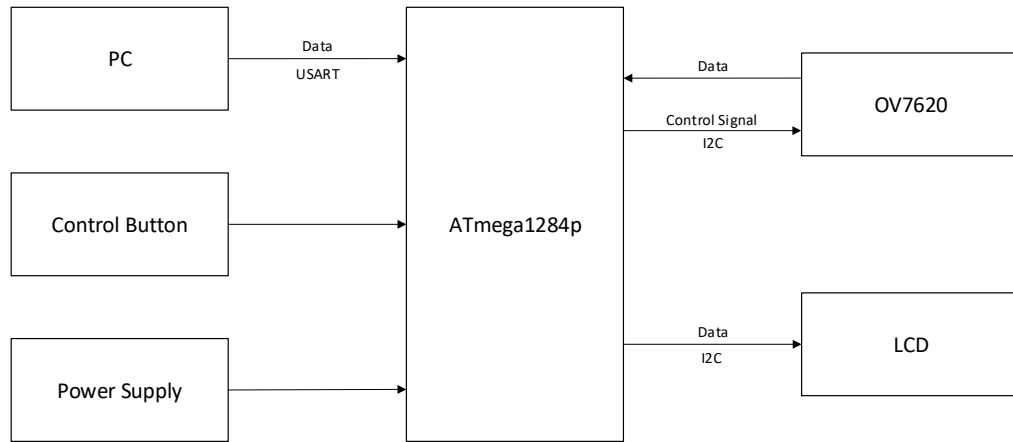 PC
Data
USART
Control Button
Power Supply
ATmega1284p
Data
Control Signal
I2C
OV7620
Data
I2C
LCD